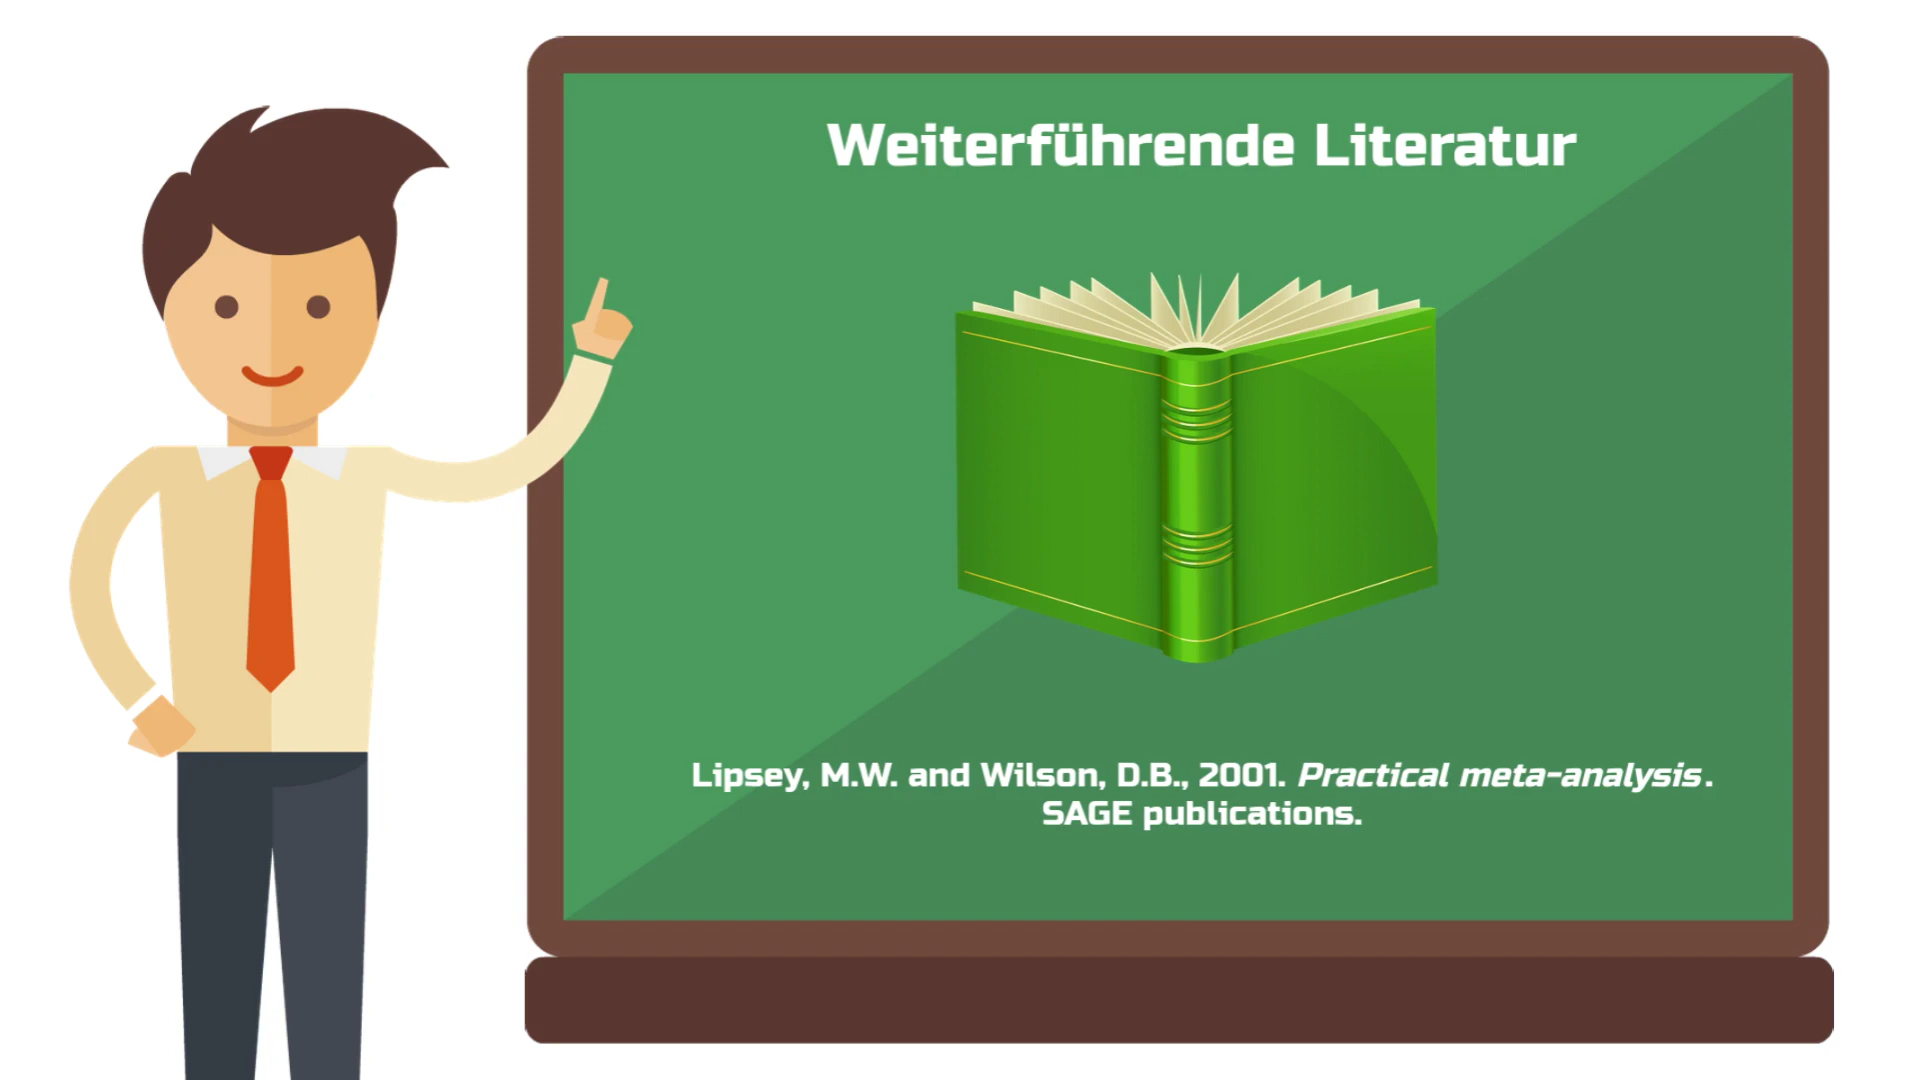 Weiterführende Literatur
Lipsey, M.W. and Wilson, D.B., 2001. Practical meta-analysis.
SAGE publications.